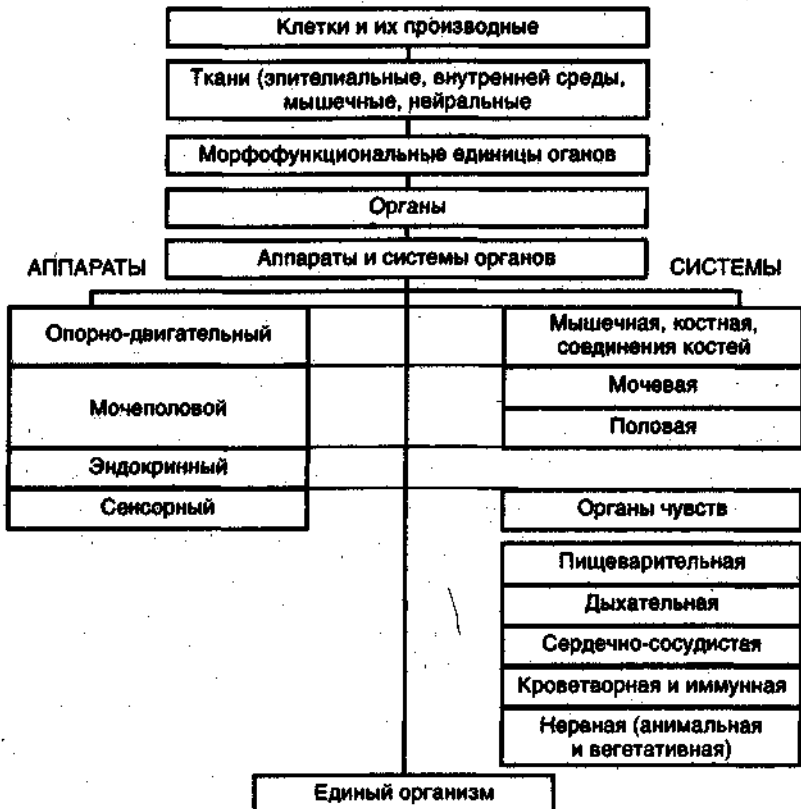 Клетки и их производные
Ткани (эпителиальные, внутренней среды,
мышечные, нейральные
Морфофункциональные единицы оганов
Органы
Аппараты и системы органов
АППАРАТЫ
СИСТЕМЫ
Опорно-двигательный
Мышечная, костная,
соединения костей
Мочеполовой
Мочевая
Половая
Эндокринный
Сенсорный
Органы чувств
Пищеварительная
Дыхательная
Сердечно-сосудистая
Кроветворная и иммунная
Нервная (анимальная
и вегетативная)
Единый организм